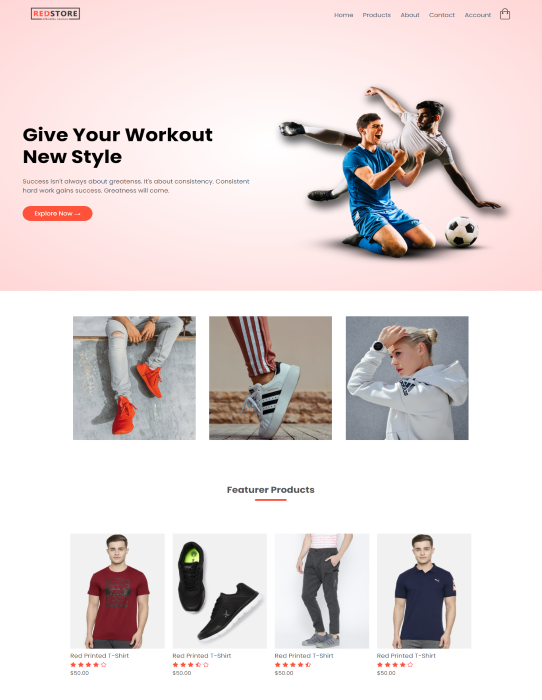 REDSTORE
Home Products About Contact Account
Give Your Workout
New Style
Success isn't always about greatenss. It's about consistency. Consistent
hard work gains success. Greatness will come.
Explore Now →
Featurer Products
Red Printed T-Shirt
Red Printed T-Shirt
Red Printed T-Shirt
Red Printed T-Shirt
$50.00
$50.00
$50.00
$50.00